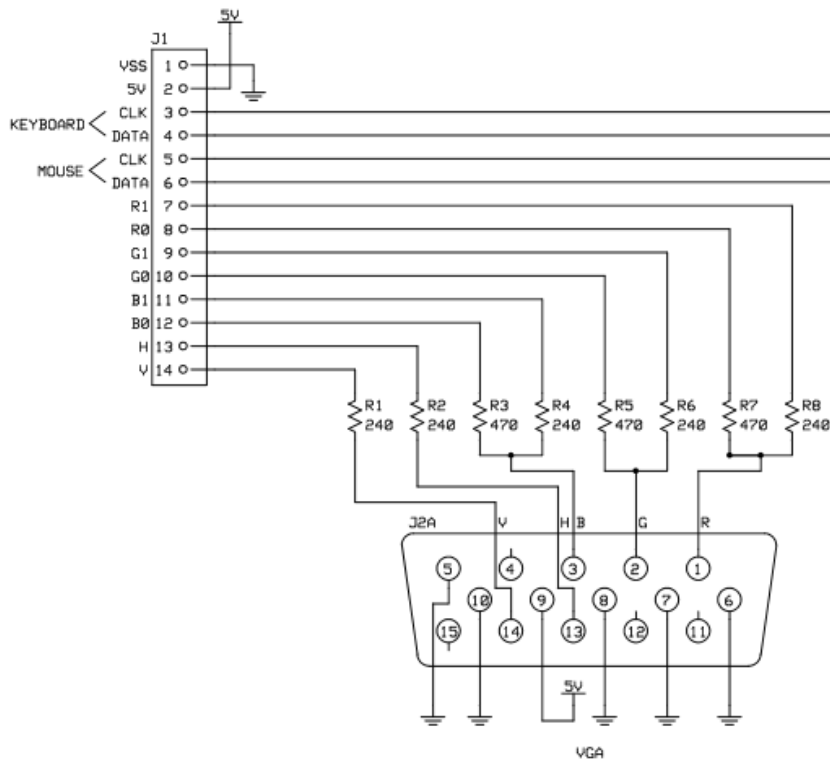 5V
J1
VSS 1
5V 2
KEYBOARD
CLK 3
DATA 4
MOUSE
CLK 5
DATA 6
R1 7
R0 8
G1 9
G0 10
B1 11
B0 12
H 13
V 14
R1 240
R2 240
R3 470
R4 240
R5 470
R6 240
R7 470
R8 240
J2A V H B G R
5 4 3 2 1
10 9 8 7 6
15 14 13 12 11
5V
VGA